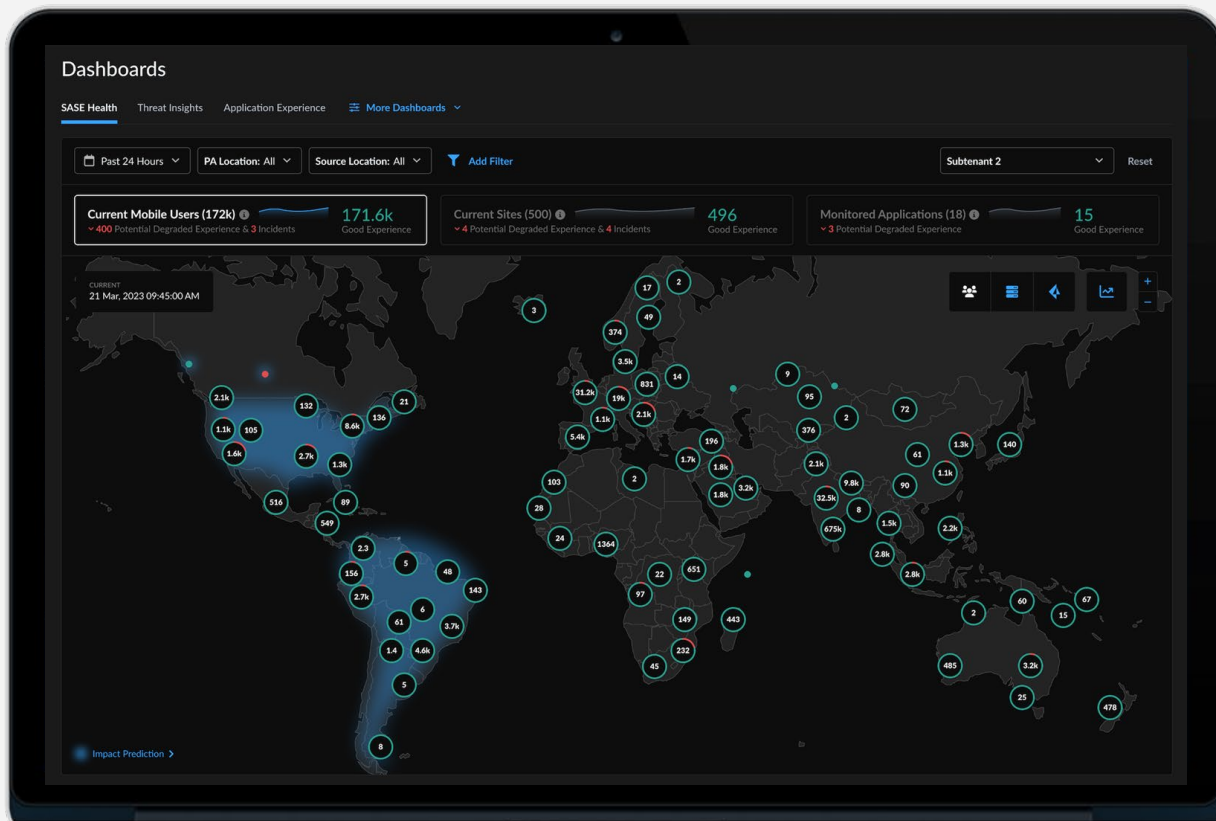 Dashboards
SASE Health Threat Insights Application Experience More Dashboards
Past 24 Hours PA Location: All Source Location: All Add Filter Subtenant 2 Reset
Current Mobile Users (172k) 171.6k Current Sites (500) 496 Monitored Applications (18) 15
400 Potential Degraded Experience & 3 Incidents Good Experience 4 Potential Degraded Experience & 4 Incidents Good Experience 3 Potential Degraded Experience Good Experience
CURRENT
21 Mar, 2023 09:45:00 AM
+
−
2
17
3
49
374
3.5k
9
14
831
31.2k
95
2.1k
19k
21
132
72
2.1k
136
1.1k
2
8.6k
1.1k
105
376
5.4k
196
1.3k
140
1.6k
61
2.7k
1.7k
1.3k
2.1k
1.8k
1.1k
2
103
9.8k
90
3.2k
1.8k
32.5k
516
89
28
8
549
1.5k
675k
2.2k
24
1364
2.3
2.8k
5
651
48
156
22
2.8k
143
97
2.7k
67
60
6
2
15
149
443
61
3.7k
1.4
4.6k
232
45
485
3.2k
5
25
478
8
Impact Prediction